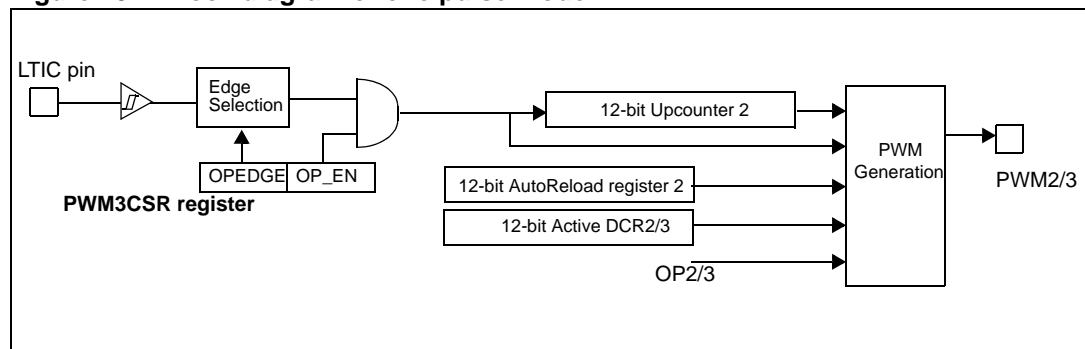 LTIC pin
Edge
Selection
12-bit Upcounter 2
PWM
Generation
PWM2/3
OPEDGE OP_EN
PWM3CSR register
12-bit AutoReload register 2
12-bit Active DCR2/3
OP2/3